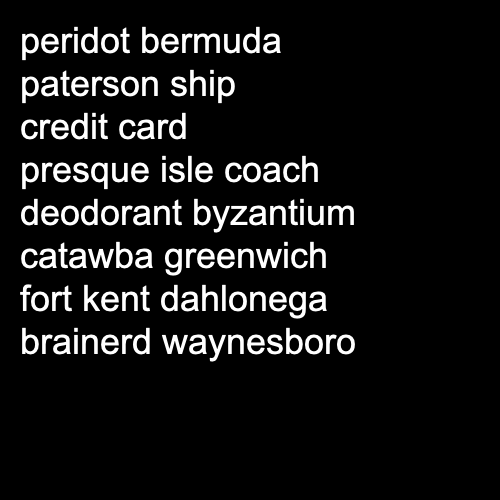 peridot bermuda
paterson ship
credit card
presque isle coach
deodorant byzantium
catawba greenwich
fort kent dahlonega
brainerd waynesboro